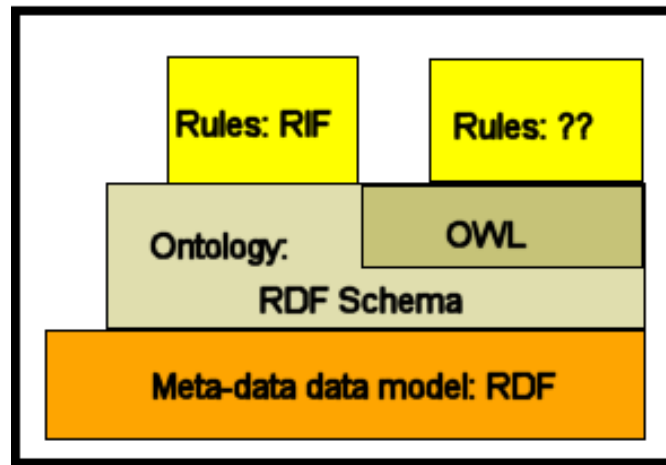 Rules: RIF
Rules: ??
Ontology:
OWL
RDF Schema
Meta-data data model: RDF